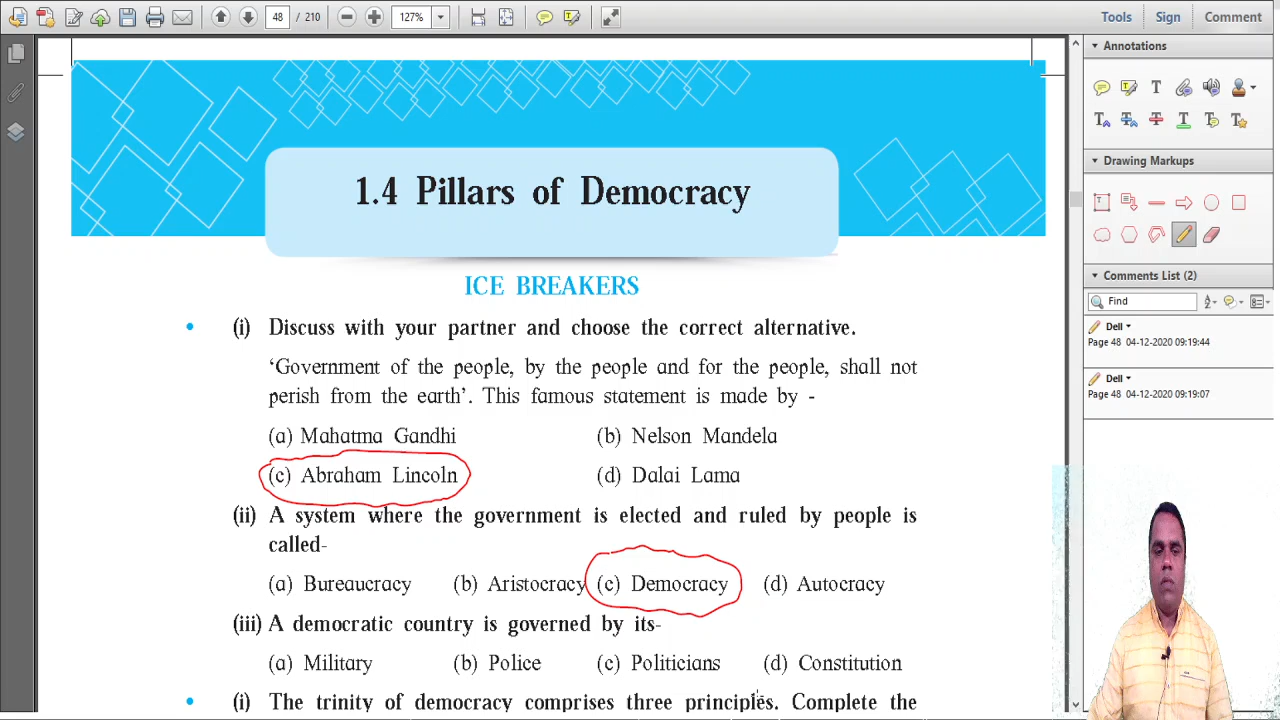 48 / 210 127% Tools Sign Comment
Annotations
1.4 Pillars of Democracy
Drawing Markups
ICE BREAKERS
Comments List (2)
Find
• (i) Discuss with your partner and choose the correct alternative.
Dell
Page 48 04-12-2020 09:19:44
‘Government of the people, by the people and for the people, shall not
perish from the earth’. This famous statement is made by -
Dell
Page 48 04-12-2020 09:19:07
(a) Mahatma Gandhi (b) Nelson Mandela
(c) Abraham Lincoln (d) Dalai Lama
(ii) A system where the government is elected and ruled by people is
called-
(a) Bureaucracy (b) Aristocracy (c) Democracy (d) Autocracy
(iii) A democratic country is governed by its-
(a) Military (b) Police (c) Politicians (d) Constitution
• (i) The trinity of democracy comprises three principles. Complete the